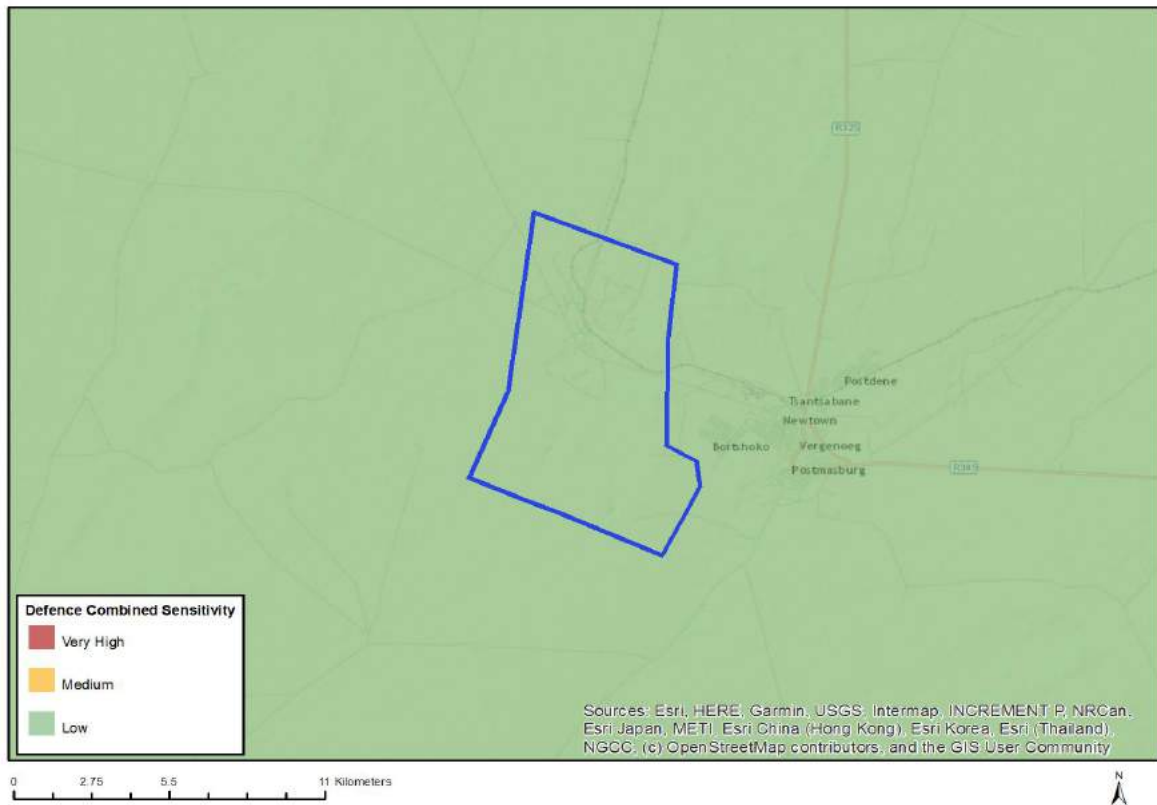 R325
Postdene
Tsantsabane
Newtown
Boitshoko
Vergenoeg
Postmasburg
R385
Defence Combined Sensitivity
Very High
Medium
Low
Sources: Esri, HERE, Garmin, USGS, Intermap, INCREMENT P, NRCan,
Esri Japan, METI, Esri China (Hong Kong), Esri Korea, Esri (Thailand),
NGCC, (c) OpenStreetMap contributors, and the GIS User Community
0 2.75 5.5 11 Kilometers
N